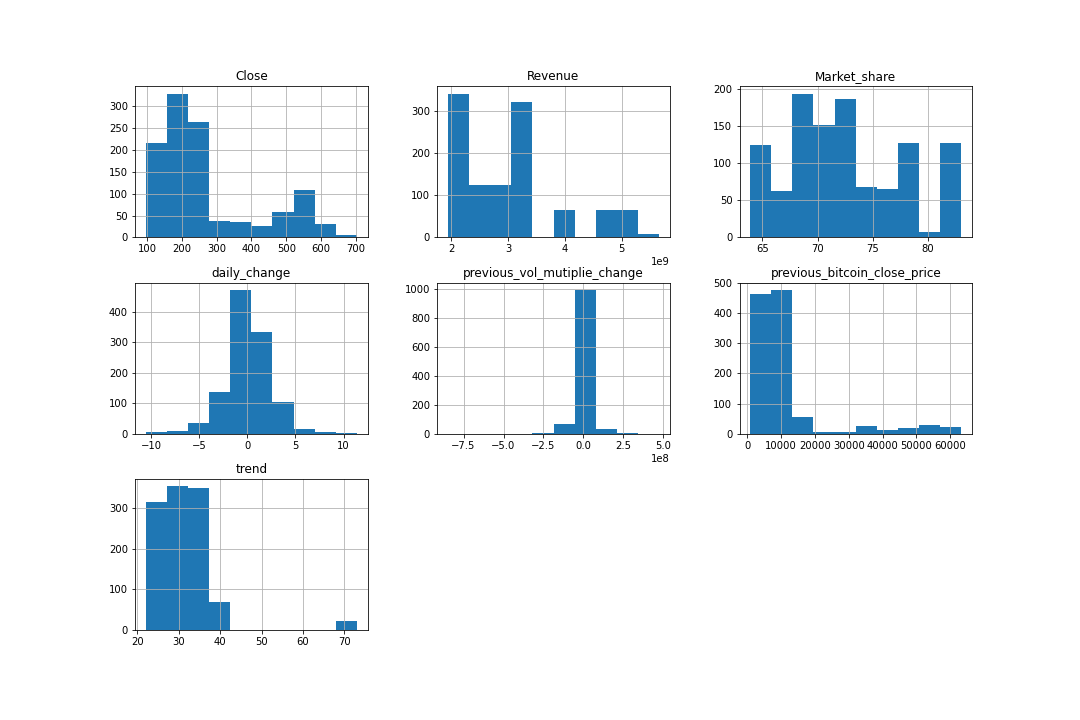 Close Revenue Market_share
300 250 200 150 100 50 0
100 200 300 400 500 600 700
300 200 100 0
2 3 4 5
1e9
200 150 100 50 0
65 70 75 80
daily_change previous_vol_mutiplie_change previous_bitcoin_close_price
400 300 200 100 0
−10 −5 0 5 10
1000 800 600 400 200 0
−7.5 −5.0 −2.5 0.0 2.5 5.0
1e8
500 400 300 200 100 0
0 10000 20000 30000 40000 50000 60000
trend
300 200 100 0
20 30 40 50 60 70